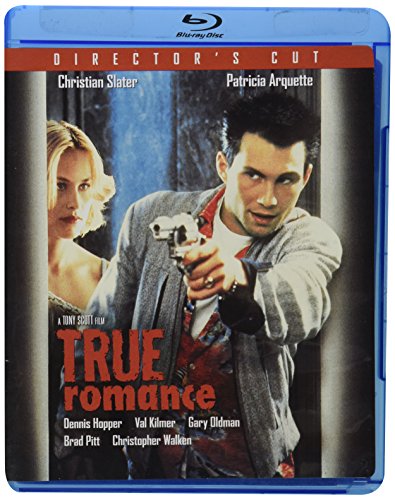 Blu-ray Disc
DIRECTOR'S CUT
Christian Slater Patricia Arquette
A TONY SCOTT FILM
TRUE
romance
Dennis Hopper Val Kilmer Gary Oldman
Brad Pitt Christopher Walken